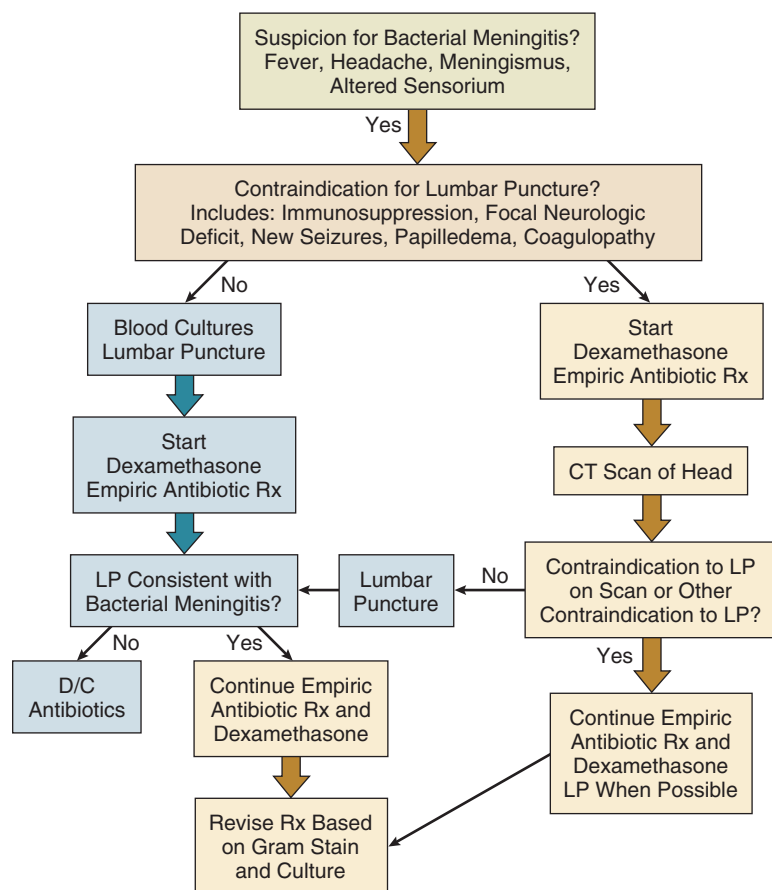 Suspicion for Bacterial Meningitis?
Fever, Headache, Meningismus,
Altered Sensorium
Yes
Contraindication for Lumbar Puncture?
Includes: Immunosuppression, Focal Neurologic
Deficit, New Seizures, Papilledema, Coagulopathy
No
Yes
Blood Cultures
Lumbar Puncture
Start
Dexamethasone
Empiric Antibiotic Rx
Start
Dexamethasone
Empiric Antibiotic Rx
CT Scan of Head
LP Consistent with
Bacterial Meningitis?
Lumbar
Puncture
No
Contraindication to LP
on Scan or Other
Contraindication to LP?
No
Yes
Yes
D/C
Antibiotics
Continue Empiric
Antibiotic Rx and
Dexamethasone
Continue Empiric
Antibiotic Rx and
Dexamethasone
LP When Possible
Revise Rx Based
on Gram Stain
and Culture